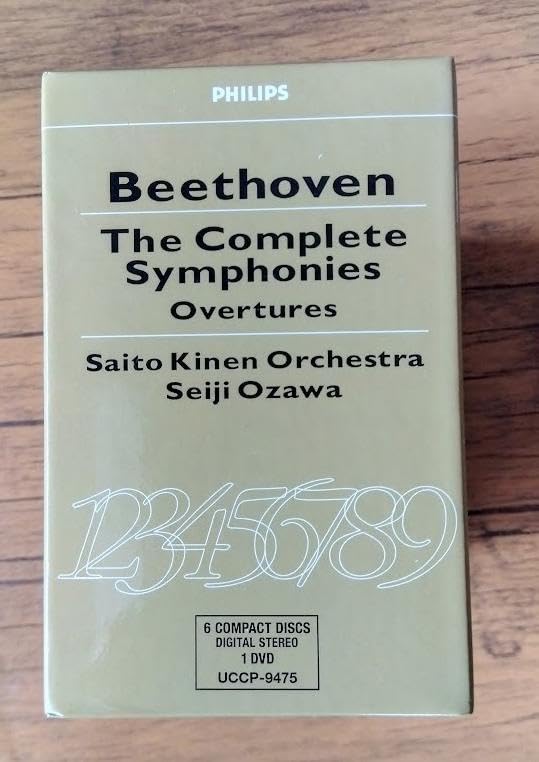 PHILIPS
Beethoven
The Complete
Symphonies
Overtures
Saito Kinen Orchestra
Seiji Ozawa
123456789
6 COMPACT DISCS
DIGITAL STEREO
1 DVD
UCCP-9475